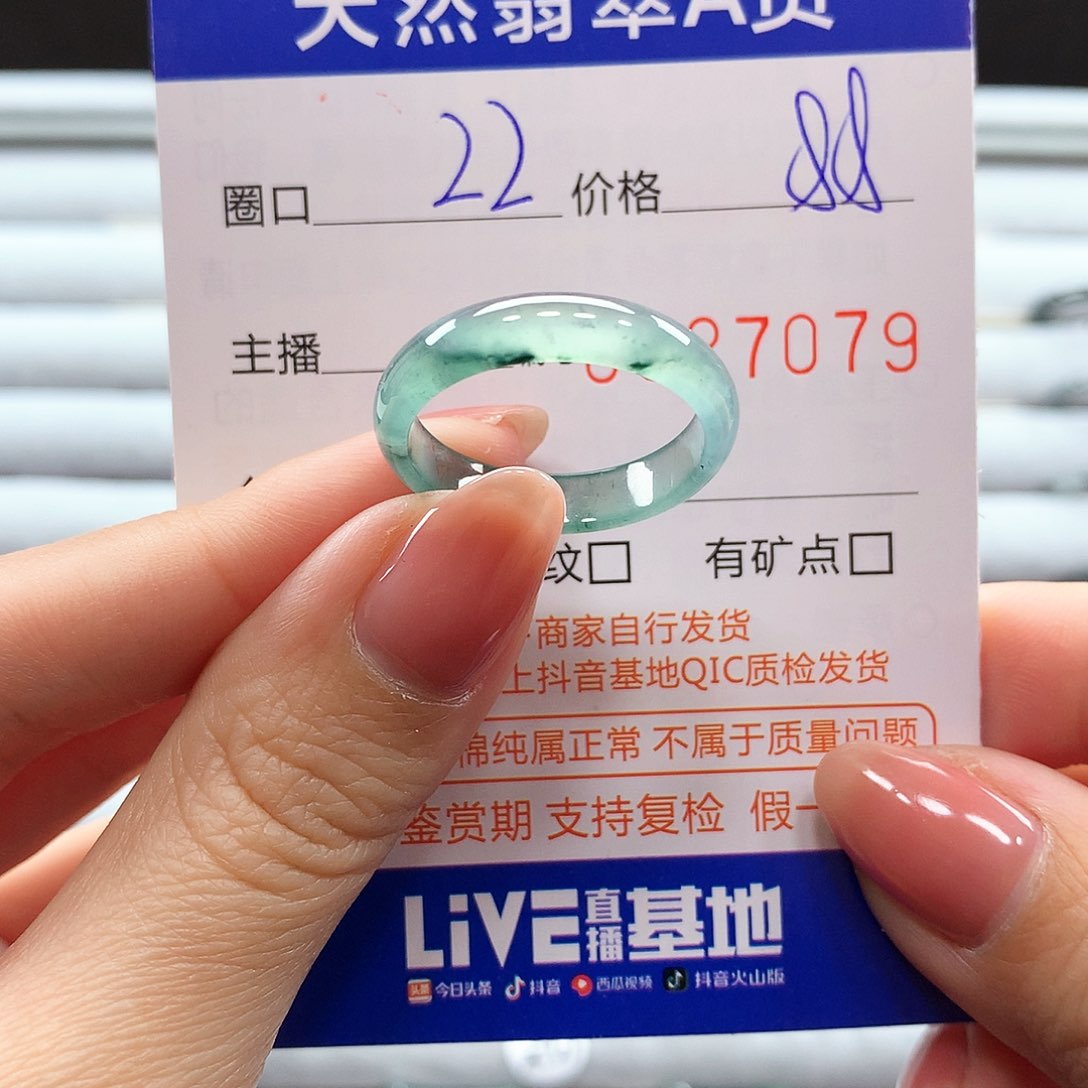 天然翡翠A货
圈口 22 价格 88
主播 27079
纹□ 有矿点□
商家自行发货
上抖音基地QIC质检发货
棉纯属正常 不属于质量问题
鉴赏期 支持复检 假一
LiVE直播基地
头条 今日头条 抖音 西瓜视频 抖音火山版